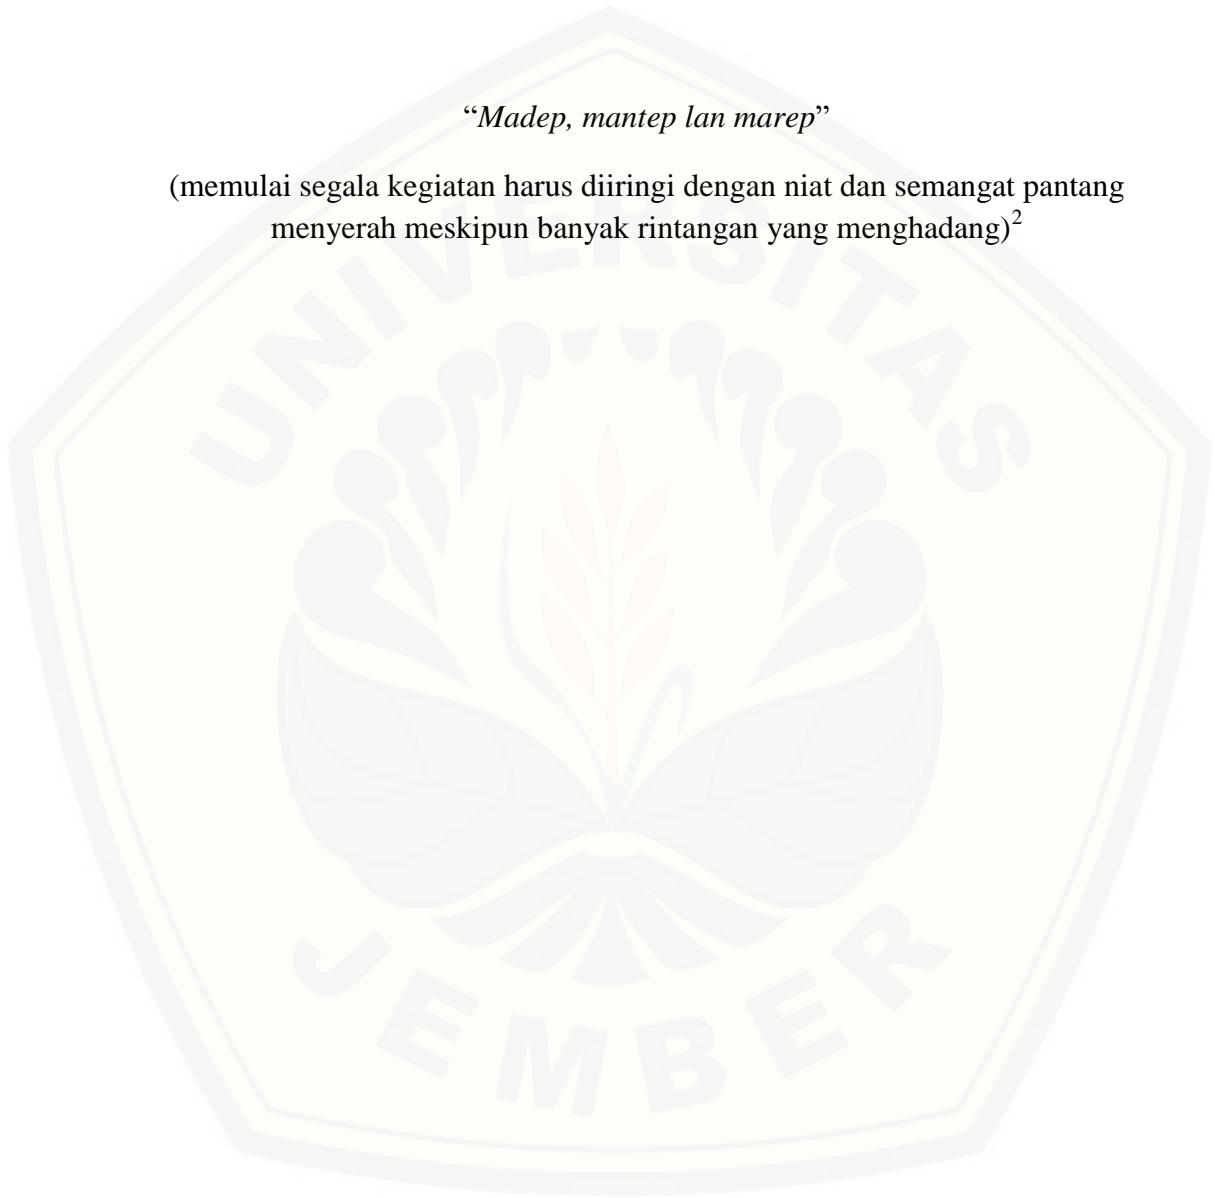 “Madep, mantep lan marep”
(memulai segala kegiatan harus diiringi dengan niat dan semangat pantang
menyerah meskipun banyak rintangan yang menghadang)²
UNIVERSITAS
JEMBER